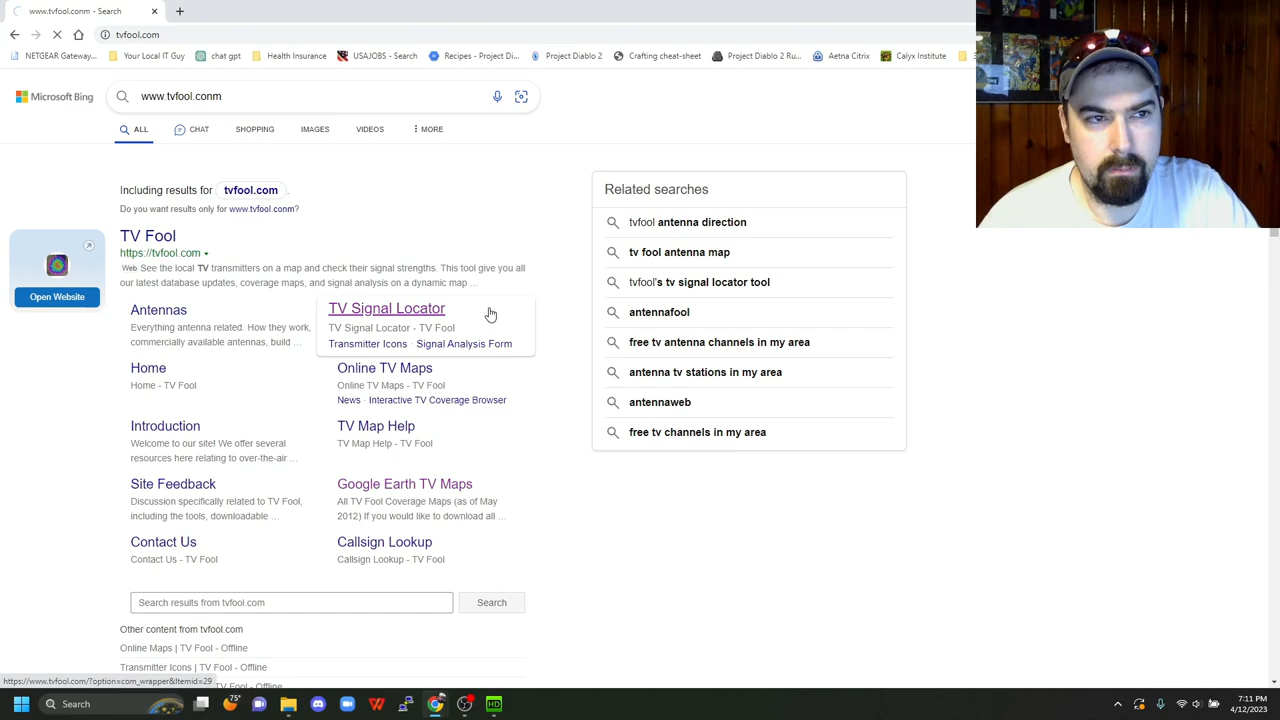 www.tvfool.conm - Search
tvfool.com
NETGEAR Gateway... Your Local IT Guy chat gpt Health Insurance UVAJOBS - Search Recipes - Project Di... Project Diablo 2 Crafting cheat-sheet Project Diablo 2 Ru... Aetna Citrix Calyx Institute
Microsoft Bing www.tvfool.conm
ALL CHAT SHOPPING IMAGES VIDEOS MORE
Including results for tvfool.com.
Do you want results only for www.tvfool.conm?
TV Fool
https://tvfool.com
Web See the local TV transmitters on a map and check their signal strengths. This tool give you all
our latest database updates, coverage maps, and signal analysis on a dynamic map ...
Open Website
Antennas
Everything antenna related. How they work,
commercially available antennas, build ...
TV Signal Locator
TV Signal Locator - TV Fool
Transmitter Icons · Signal Analysis Form
Home
Home - TV Fool
Online TV Maps
Online TV Maps - TV Fool
News · Interactive TV Coverage Browser
Introduction
Welcome to our site! We offer several
resources here relating to over-the-air ...
TV Map Help
TV Map Help - TV Fool
Site Feedback
Discussion specifically related to TV Fool,
including the tools, downloadable ...
Google Earth TV Maps
All TV Fool Coverage Maps (as of May
2012) If you would like to download all ...
Contact Us
Contact Us - TV Fool
Callsign Lookup
Callsign Lookup - TV Fool
Search results from tvfool.com Search
Other content from tvfool.com
Online Maps | TV Fool - Offline
Transmitter Icons | TV Fool - Offline
TV Fool - Offline
Related searches
tvfool antenna direction
tv fool antenna map
tvfool's tv signal locator tool
antennafool
free tv antenna channels in my area
antenna tv stations in my area
antennaweb
free tv channels in my area
https://www.tvfool.com/?option=com_wrapper&Itemid=29
Search
75°
HD
7:11 PM
4/12/2023